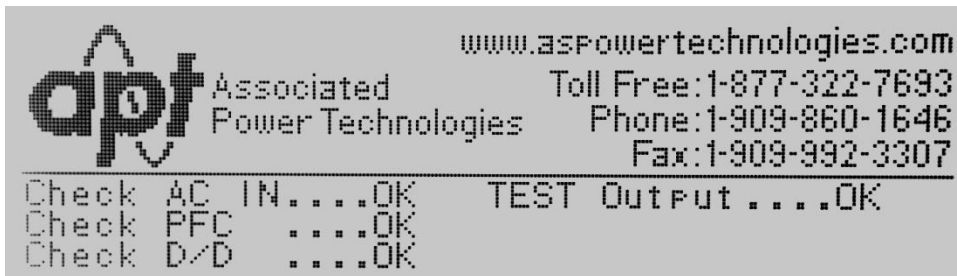 www.aspowertechnologies.com
apt
Associated
Power Technologies
Toll Free:1-877-322-7693
Phone:1-909-860-1646
Fax:1-909-992-3307
Check AC IN....OK TEST Output....OK
Check PFC ....OK
Check D/D ....OK